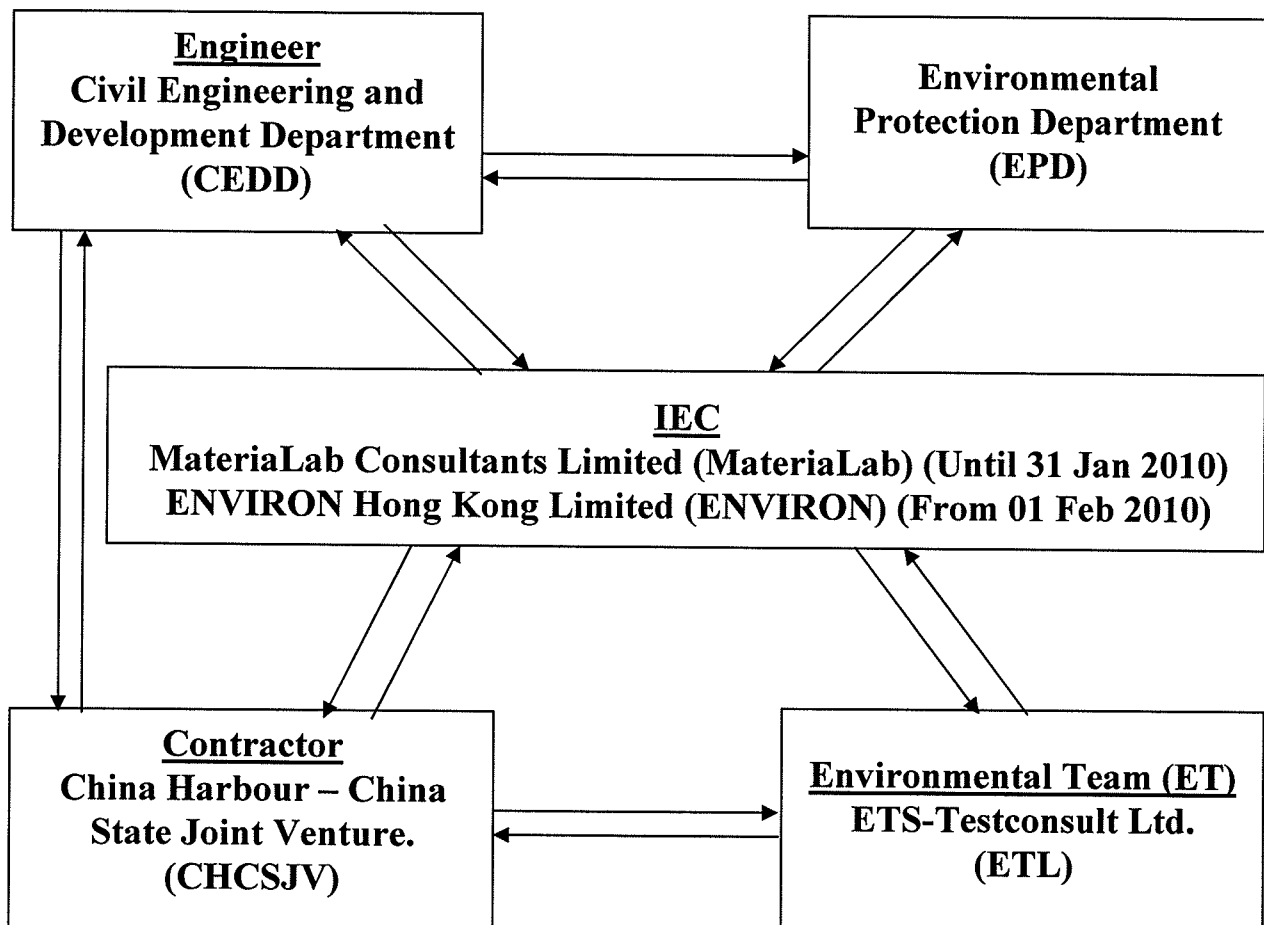 Engineer
Civil Engineering and
Development Department
(CEDD)
Environmental
Protection Department
(EPD)
IEC
MateriaLab Consultants Limited (MateriaLab) (Until 31 Jan 2010)
ENVIRON Hong Kong Limited (ENVIRON) (From 01 Feb 2010)
Contractor
China Harbour – China
State Joint Venture.
(CHCSJV)
Environmental Team (ET)
ETS-Testconsult Ltd.
(ETL)